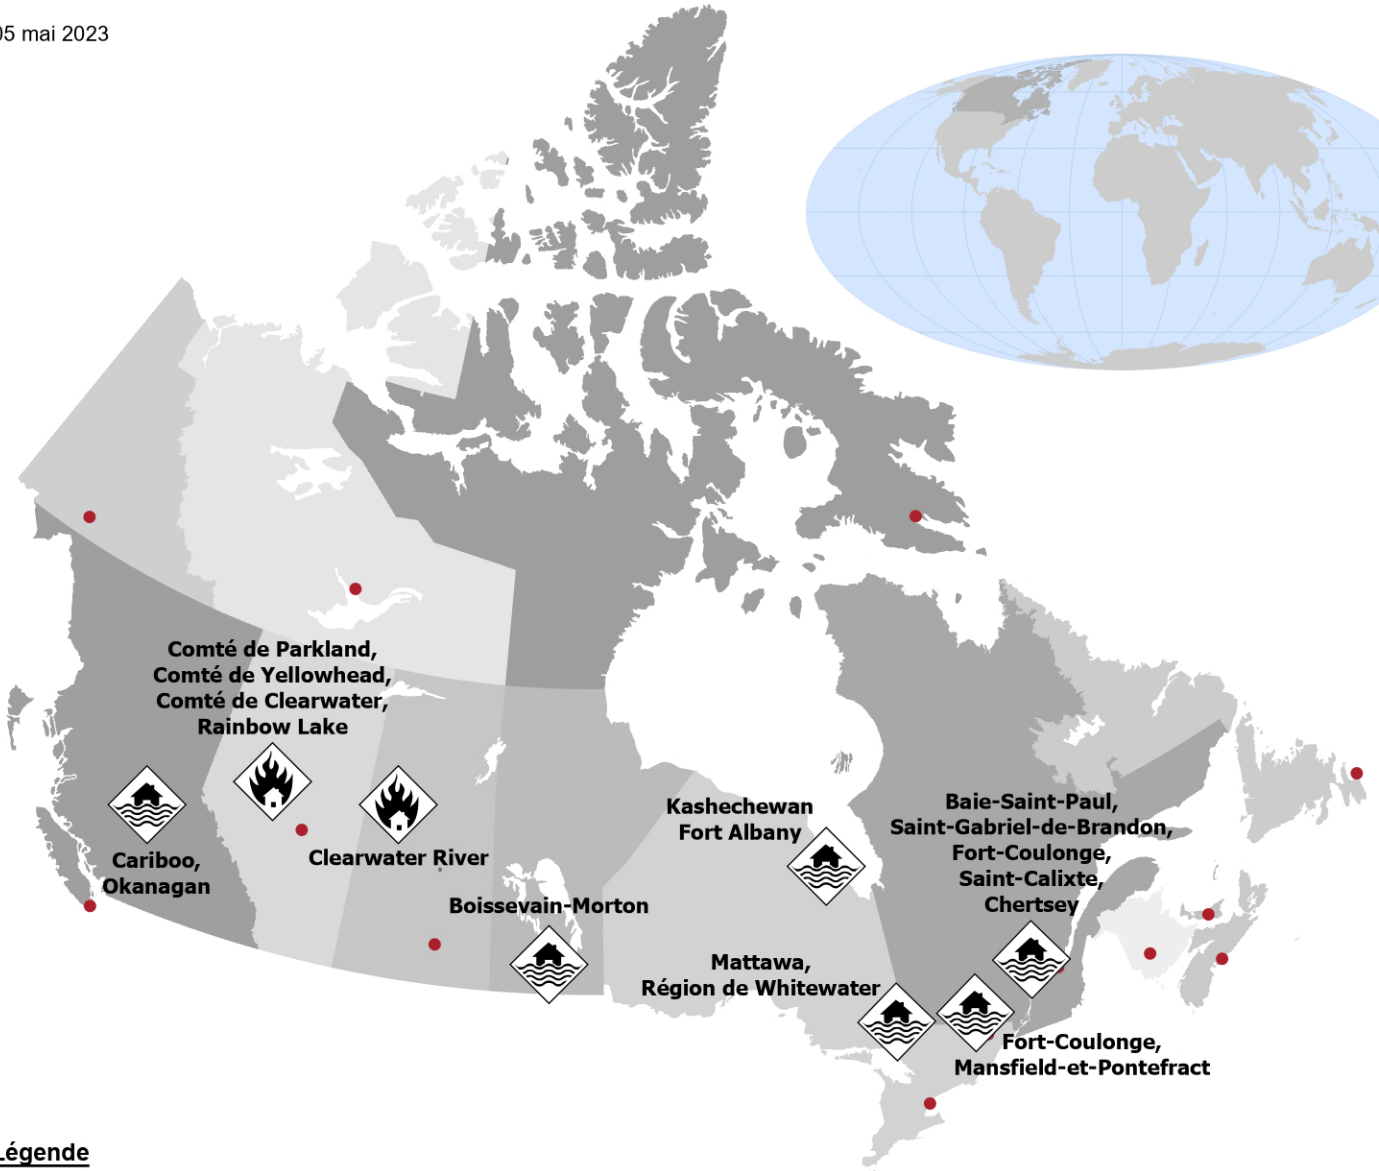 05 mai 2023
Comté de Parkland,
Comté de Yellowhead,
Comté de Clearwater,
Rainbow Lake
Cariboo,
Okanagan
Clearwater River
Boissevain-Morton
Kashechewan
Fort Albany
Mattawa,
Région de Whitewater
Baie-Saint-Paul,
Saint-Gabriel-de-Brandon,
Fort-Coulonge,
Saint-Calixte,
Chertsey
Fort-Coulonge,
Mansfield-et-Pontefract
Légende